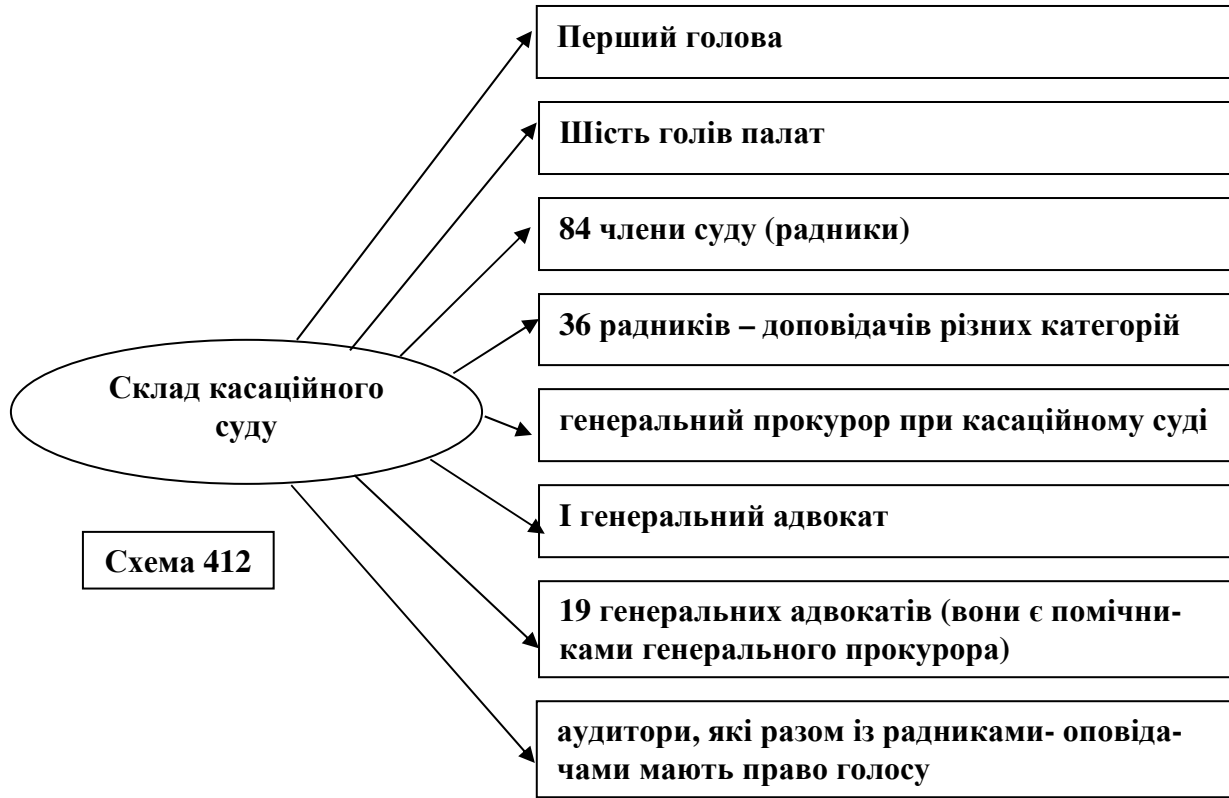 Перший голова
Шість голів палат
84 члени суду (радники)
36 радників – доповідачів різних категорій
Склад касаційного
суду
генеральний прокурор при касаційному суді
І генеральний адвокат
Схема 412
19 генеральних адвокатів (вони є помічни-
ками генерального прокурора)
аудитори, які разом із радниками- оповіда-
чами мають право голосу